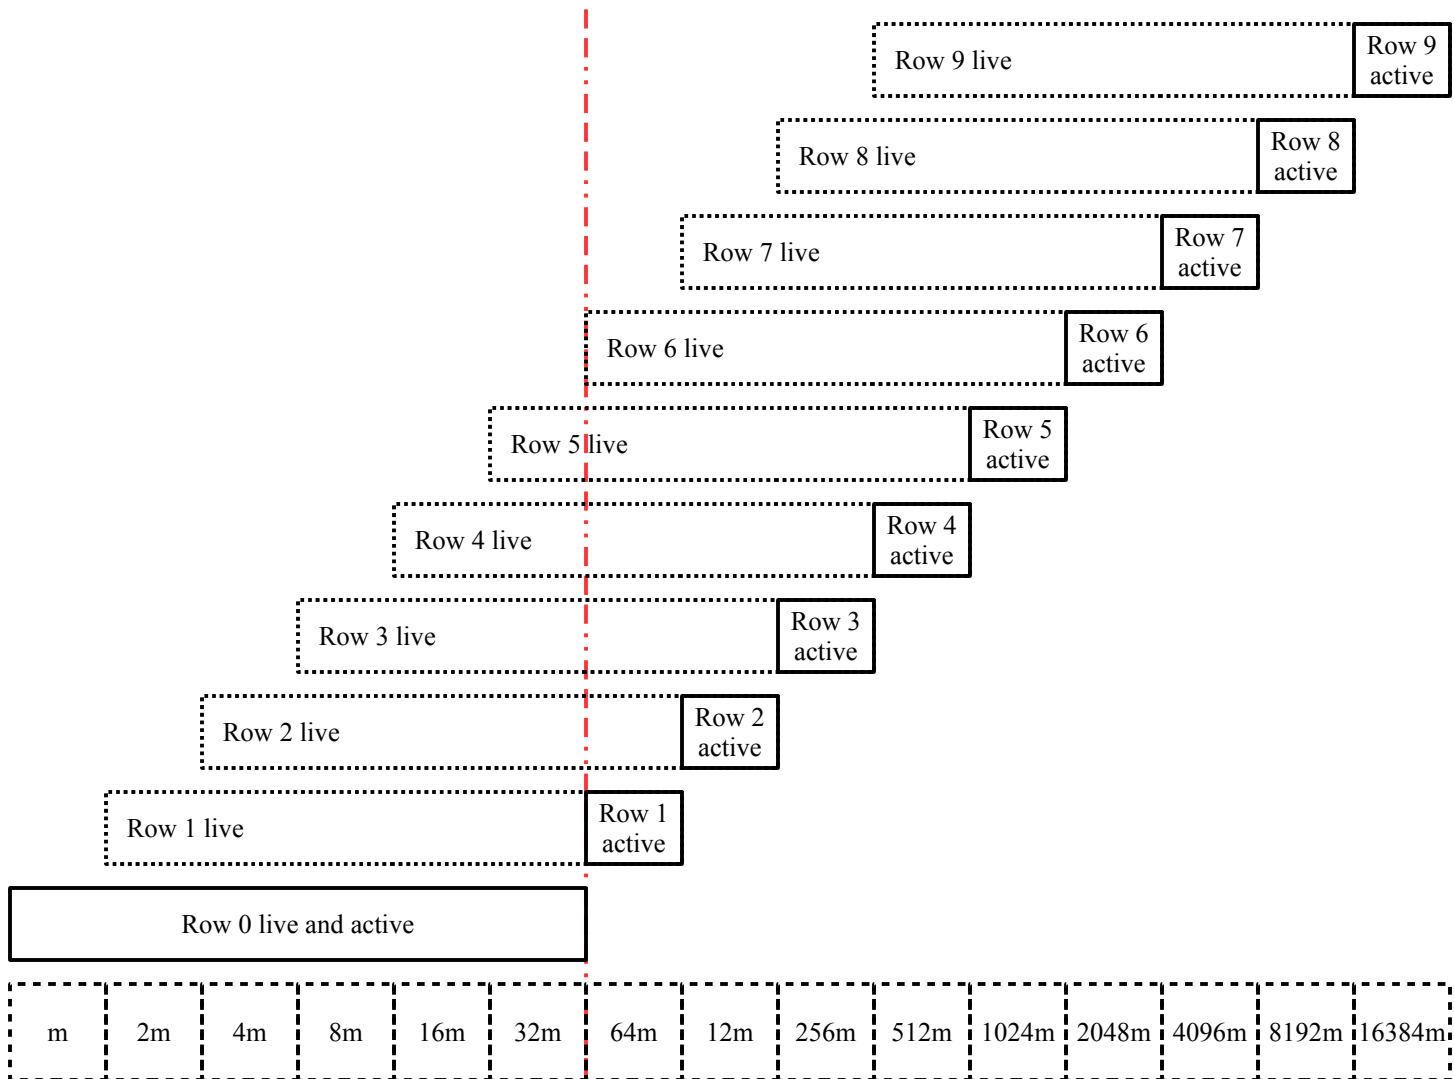 Row 9 live
Row 9
active
Row 8 live
Row 8
active
Row 7 live
Row 7
active
Row 6 live
Row 6
active
Row 5 live
Row 5
active
Row 4 live
Row 4
active
Row 3 live
Row 3
active
Row 2 live
Row 2
active
Row 1 live
Row 1
active
Row 0 live and active
m 2m 4m 8m 16m 32m 64m 12m 256m 512m 1024m 2048m 4096m 8192m 16384m